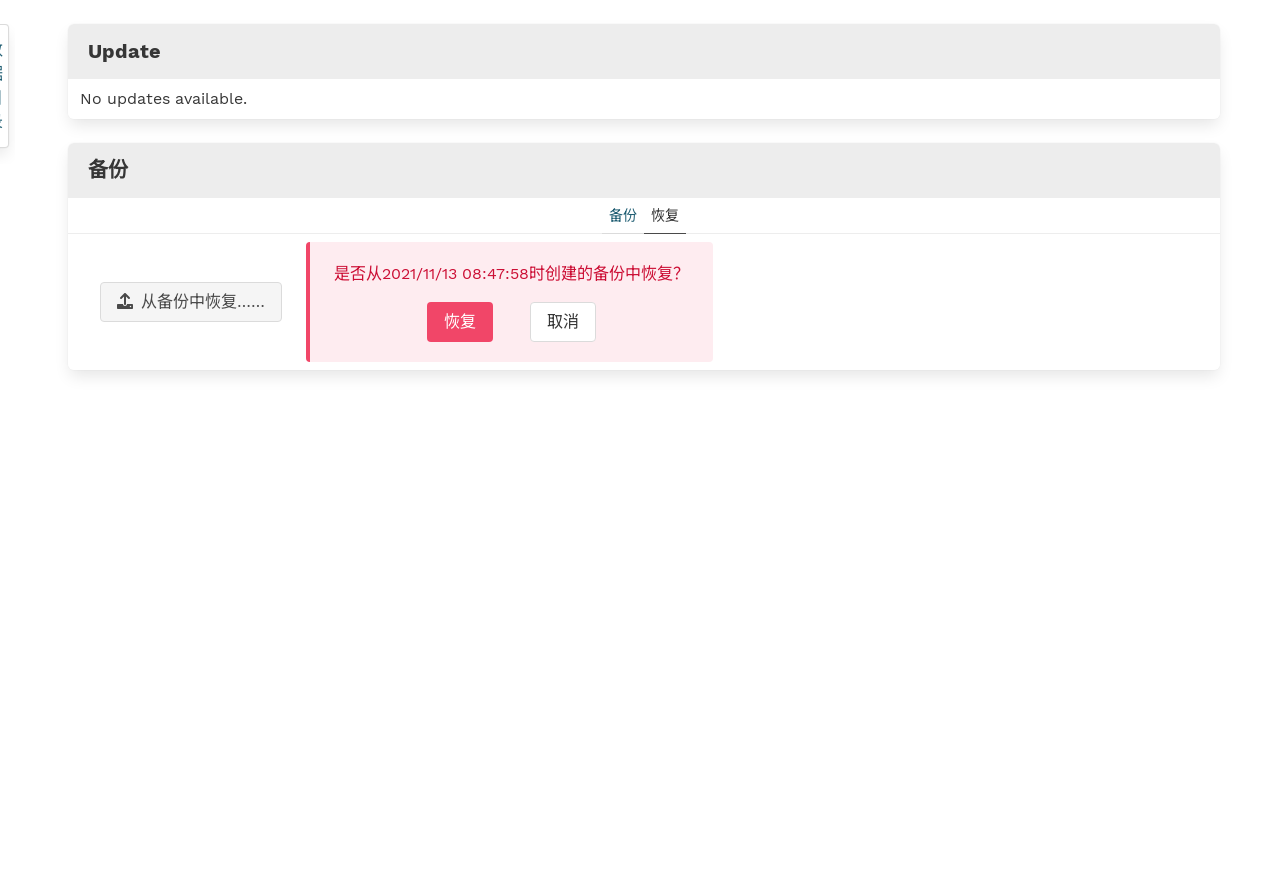 Update
No updates available.
备份
备份 恢复
从备份中恢复……
是否从2021/11/13 08:47:58时创建的备份中恢复？
恢复 取消